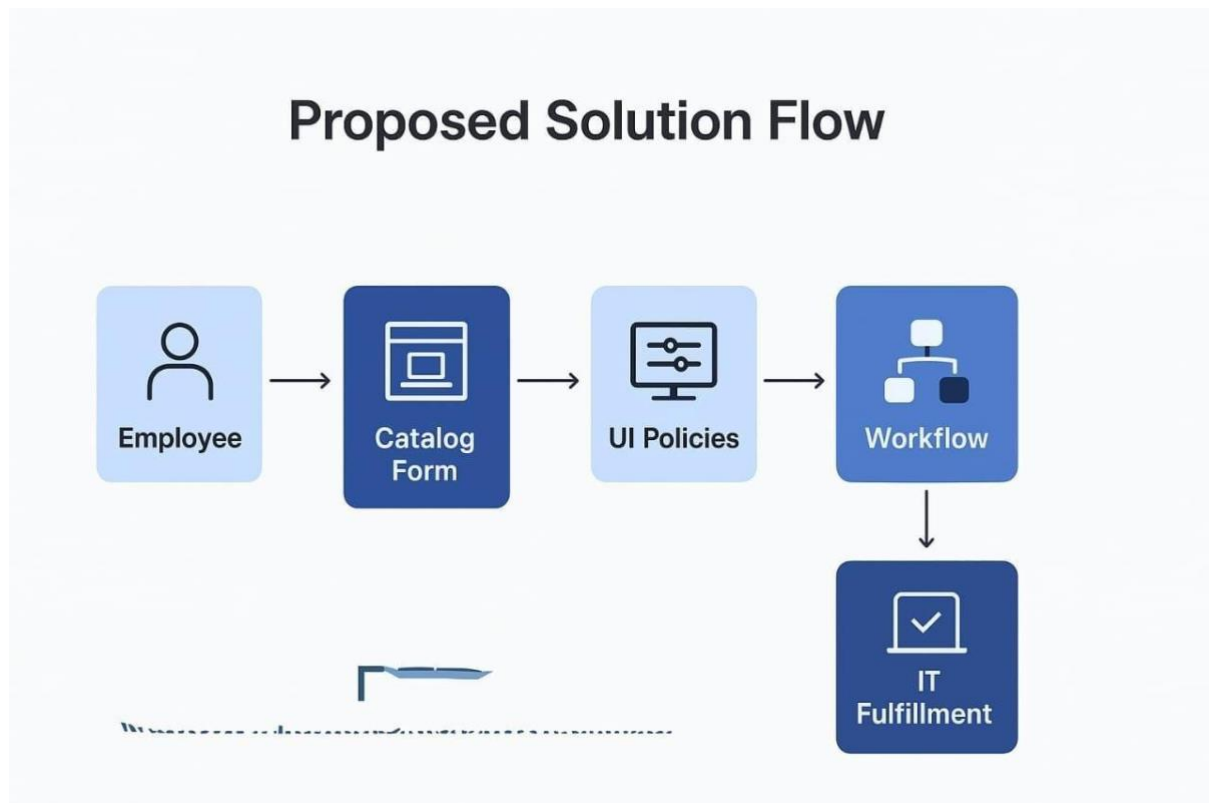 Proposed Solution Flow
Employee
Catalog
Form
UI Policies
Workflow
IT
Fulfillment